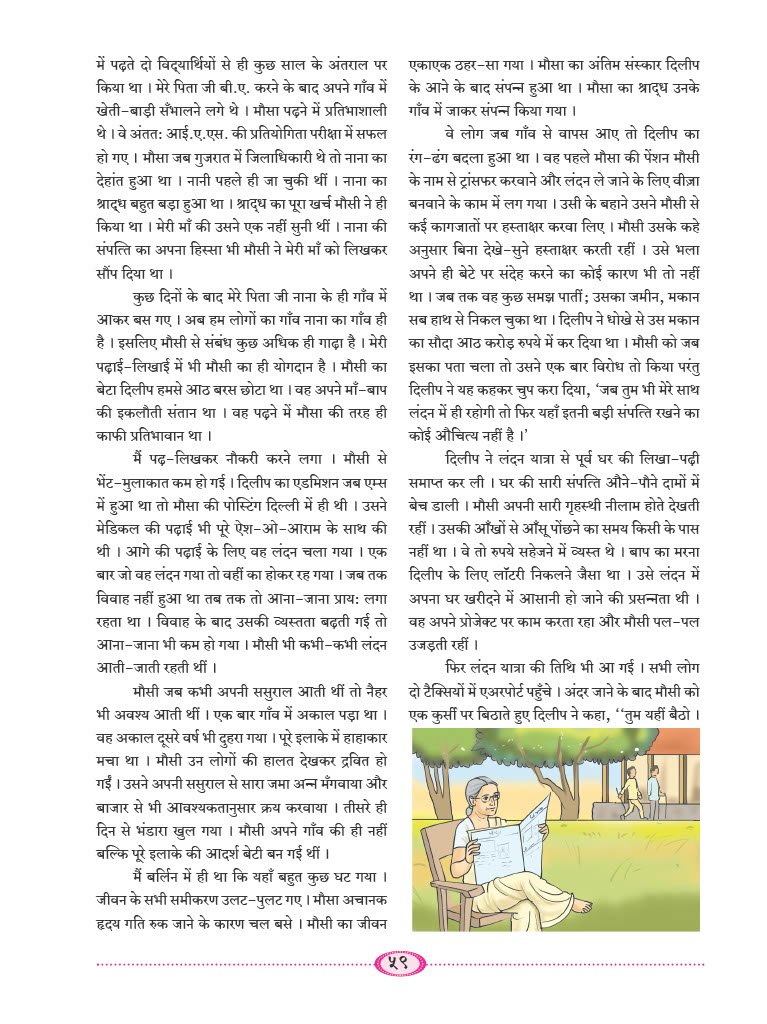 में पढ़ते दो विद्यार्थियों से ही कुछ साल के अंतराल पर
किया था । मेरे पिता जी बी.ए. करने के बाद अपने गाँव में
खेती-बाड़ी सँभालने लगे थे । मौसा पढ़ने में प्रतिभाशाली
थे । वे अंततः आई.ए.एस. की प्रतियोगिता परीक्षा में सफल
हो गए । मौसा जब गुजरात में जिलाधिकारी थे तो नाना का
देहांत हुआ था । नानी पहले ही जा चुकी थीं । नाना का
श्राद्ध बहुत बड़ा हुआ था । श्राद्ध का पूरा खर्च मौसी ने ही
किया था । मेरी माँ की उसने एक नहीं सुनी थीं । नाना की
संपत्ति का अपना हिस्सा भी मौसी ने मेरी माँ को लिखकर
सौंप दिया था ।
कुछ दिनों के बाद मेरे पिता जी नाना के ही गाँव में
आकर बस गए । अब हम लोगों का गाँव नाना का गाँव ही
है । इसलिए मौसी से संबंध कुछ अधिक ही गाढ़ा है । मेरी
पढ़ाई-लिखाई में भी मौसी का ही योगदान है । मौसी का
बेटा दिलीप हमसे आठ बरस छोटा था । वह अपने माँ-बाप
की इकलौती संतान था । वह पढ़ने में मौसा की तरह ही
काफी प्रतिभावान था ।
मैं पढ़-लिखकर नौकरी करने लगा । मौसी से
भेंट-मुलाकात कम हो गई । दिलीप का एडमिशन जब एम्स
में हुआ था तो मौसा की पोस्टिंग दिल्ली में ही थी । उसने
मेडिकल की पढ़ाई भी पूरे ऐश-ओ-आराम के साथ की
थी । आगे की पढ़ाई के लिए वह लंदन चला गया । एक
बार जो वह लंदन गया तो वहीं का होकर रह गया । जब तक
विवाह नहीं हुआ था तब तक तो आना-जाना प्रायः लगा
रहता था । विवाह के बाद उसकी व्यस्तता बढ़ती गई तो
आना-जाना भी कम हो गया । मौसी भी कभी-कभी लंदन
आती-जाती रहती थीं ।
मौसी जब कभी अपनी ससुराल आती थीं तो नैहर
भी अवश्य आती थीं । एक बार गाँव में अकाल पड़ा था ।
वह अकाल दूसरे वर्ष भी दुहरा गया । पूरे इलाके में हाहाकार
मचा था । मौसी उन लोगों की हालत देखकर द्रवित हो
गईं । उसने अपनी ससुराल से सारा जमा अन्न मँगवाया और
बाजार से भी आवश्यकतानुसार क्रय करवाया । तीसरे ही
दिन से भंडारा खुल गया । मौसी अपने गाँव की ही नहीं
बल्कि पूरे इलाके की आदर्श बेटी बन गई थीं ।
मैं बर्लिन में ही था कि यहाँ बहुत कुछ घट गया ।
जीवन के सभी समीकरण उलट-पुलट गए । मौसा अचानक
हृदय गति रुक जाने के कारण चल बसे । मौसी का जीवन
एकाएक ठहर-सा गया । मौसा का अंतिम संस्कार दिलीप
के आने के बाद संपन्न हुआ था । मौसा का श्राद्ध उनके
गाँव में जाकर संपन्न किया गया ।
वे लोग जब गाँव से वापस आए तो दिलीप का
रंग-ढंग बदला हुआ था । वह पहले मौसा की पेंशन मौसी
के नाम से ट्रांसफर करवाने और लंदन ले जाने के लिए वीज़ा
बनवाने के काम में लग गया । उसी के बहाने उसने मौसी से
कई कागजातों पर हस्ताक्षर करवा लिए । मौसी उसके कहे
अनुसार बिना देखे-सुने हस्ताक्षर करती रहीं । उसे भला
अपने ही बेटे पर संदेह करने का कोई कारण भी तो नहीं
था । जब तक वह कुछ समझ पातीं; उसका जमीन, मकान
सब हाथ से निकल चुका था । दिलीप ने धोखे से उस मकान
का सौदा आठ करोड़ रुपये में कर दिया था । मौसी को जब
इसका पता चला तो उसने एक बार विरोध तो किया परंतु
दिलीप ने यह कहकर चुप करा दिया, ‘जब तुम भी मेरे साथ
लंदन में ही रहोगी तो फिर यहाँ इतनी बड़ी संपत्ति रखने का
कोई औचित्य नहीं है ।’
दिलीप ने लंदन यात्रा से पूर्व घर की लिखा-पढ़ी
समाप्त कर ली । घर की सारी संपत्ति औने-पौने दामों में
बेच डाली । मौसी अपनी सारी गृहस्थी नीलाम होते देखती
रहीं । उसकी आँखों से आँसू पोंछने का समय किसी के पास
नहीं था । वे तो रुपये सहेजने में व्यस्त थे । बाप का मरना
दिलीप के लिए लॉटरी निकलने जैसा था । उसे लंदन में
अपना घर खरीदने में आसानी हो जाने की प्रसन्नता थी ।
वह अपने प्रोजेक्ट पर काम करता रहा और मौसी पल-पल
उजड़ती रहीं ।
फिर लंदन यात्रा की तिथि भी आ गई । सभी लोग
दो टैक्सियों में एअरपोर्ट पहुँचे । अंदर जाने के बाद मौसी को
एक कुर्सी पर बिठाते हुए दिलीप ने कहा, ‘‘तुम यहीं बैठो ।
५९